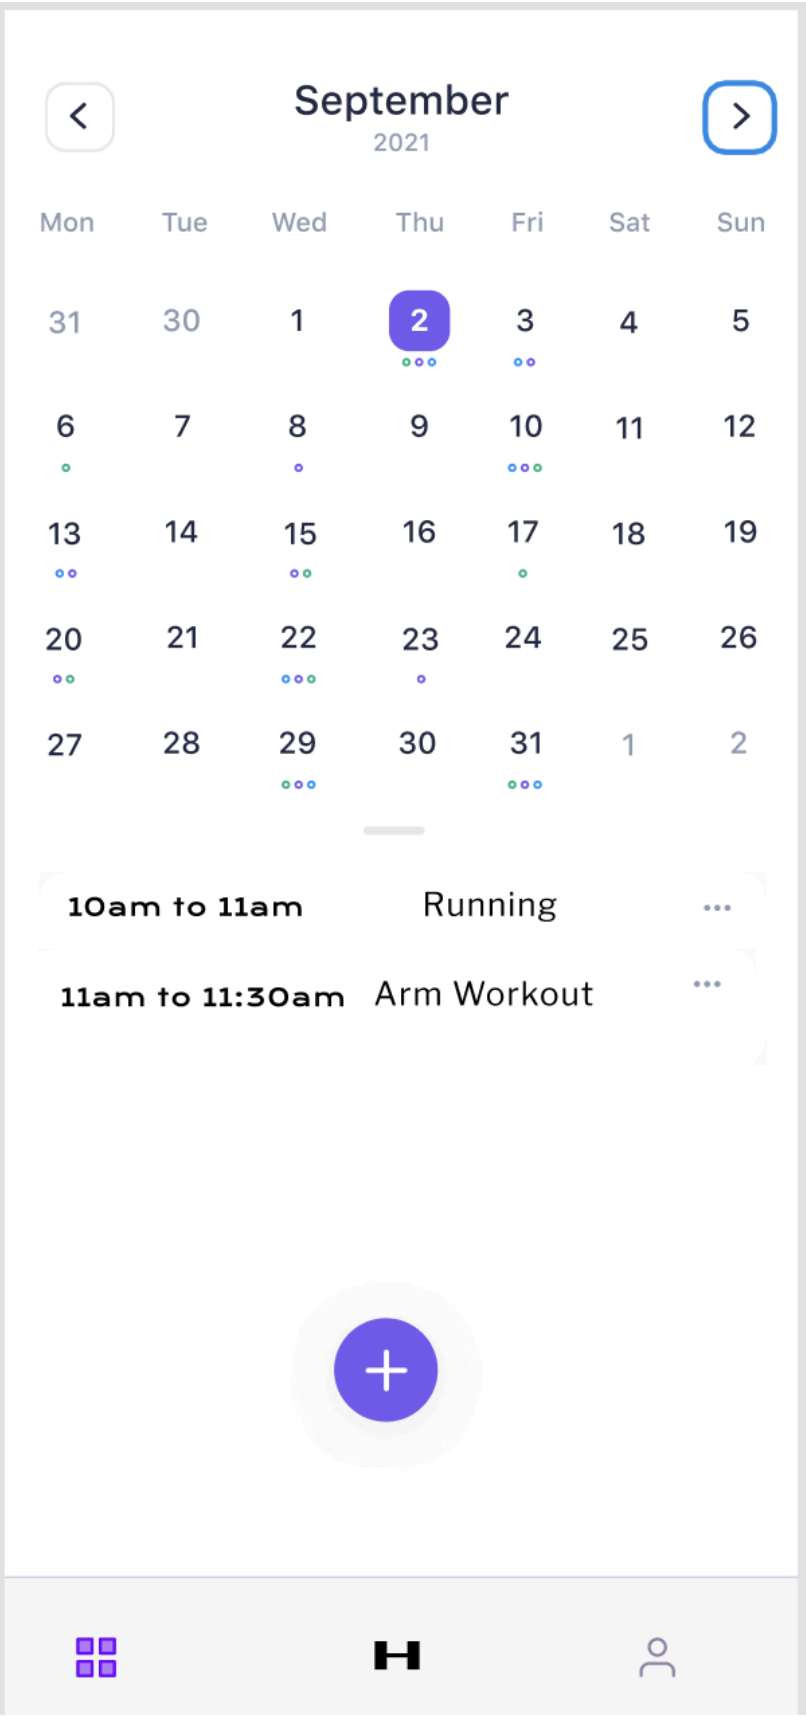 September
2021
Mon Tue Wed Thu Fri Sat Sun
31 30 1 2 3 4 5
6 7 8 9 10 11 12
13 14 15 16 17 18 19
20 21 22 23 24 25 26
27 28 29 30 31 1 2
10am to 11am Running
11am to 11:30am Arm Workout